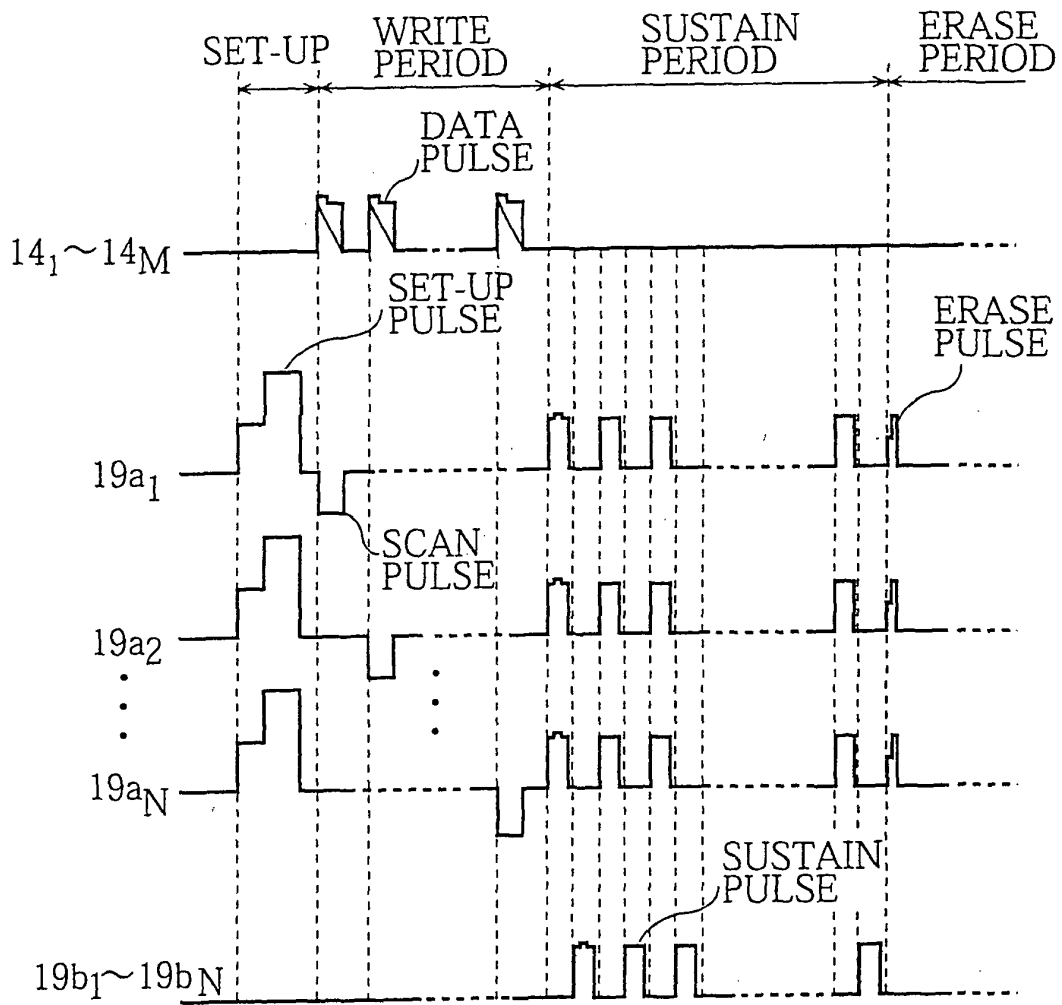 SET-UP
WRITE
PERIOD
SUSTAIN
PERIOD
ERASE
PERIOD
DATA
PULSE
14₁～14M
SET-UP
PULSE
ERASE
PULSE
19a₁
SCAN
PULSE
19a₂
19aN
SUSTAIN
PULSE
19b₁～19bN